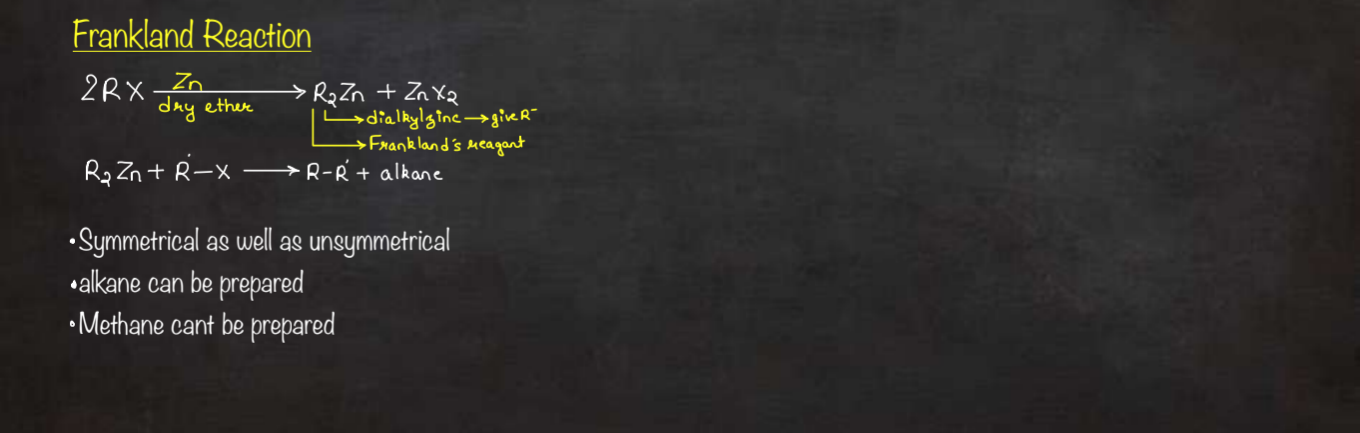 Frankland Reaction
2RX Zn dry ether → R₂Zn + ZnX₂
→ dialkylzinc → give R⁻
→ Frankland's reagant
R₂Zn + R'–X → R–R' + alkane
•Symmetrical as well as unsymmetrical
•alkane can be prepared
•Methane cant be prepared